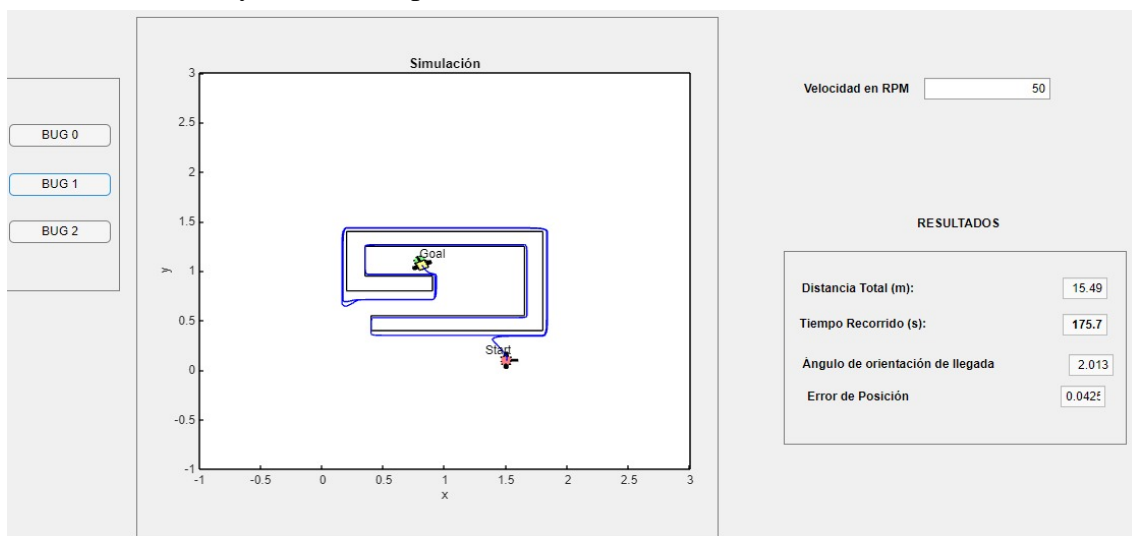 BUG 0
BUG 1
BUG 2
Simulación
3
2.5
2
1.5
1
0.5
0
-0.5
-1
y
Goal
Start
-1
-0.5
0
0.5
1
1.5
2
2.5
3
x
Velocidad en RPM 50
RESULTADOS
Distancia Total (m): 15.49
Tiempo Recorrido (s): 175.7
Ángulo de orientación de llegada 2.013
Error de Posición 0.0425